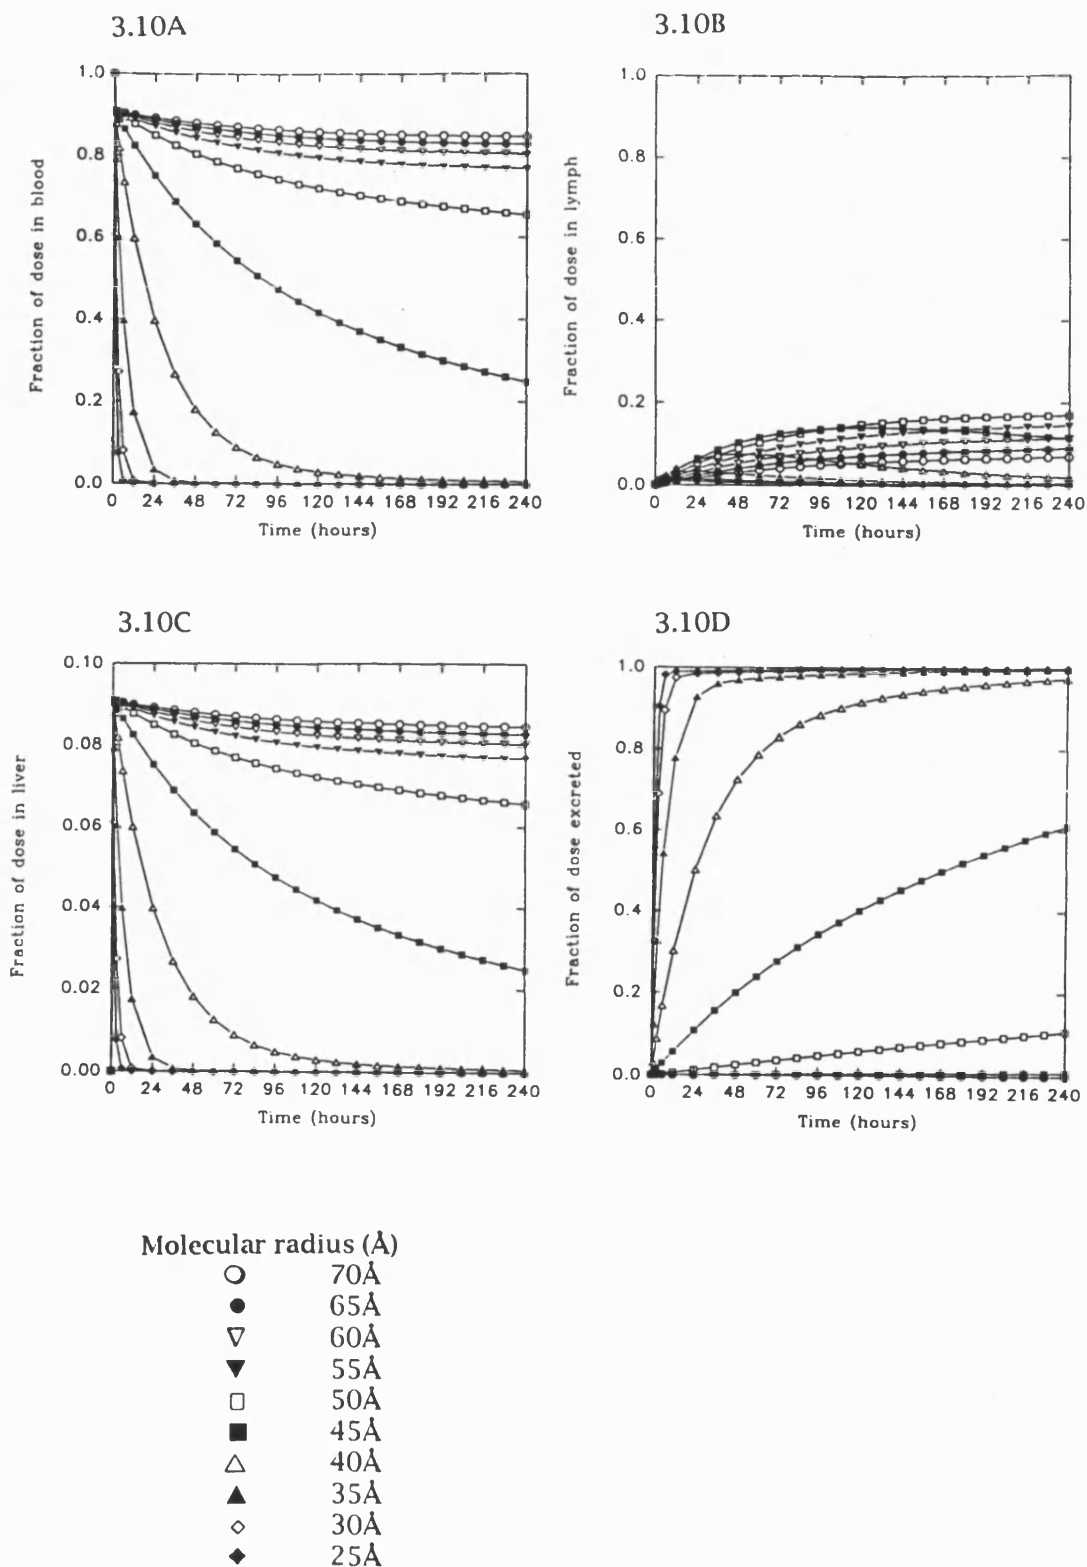 3.10A
1.0
0.8
0.6
0.4
0.2
0.0
Fraction of dose in blood
0 24 48 72 96 120 144 168 192 216 240
Time (hours)
3.10B
1.0
0.8
0.6
0.4
0.2
0.0
Fraction of dose in lymph
0 24 48 72 96 120 144 168 192 216 240
Time (hours)
3.10C
0.10
0.08
0.06
0.04
0.02
0.00
Fraction of dose in liver
0 24 48 72 96 120 144 168 192 216 240
Time (hours)
3.10D
1.0
0.8
0.6
0.4
0.2
0.0
Fraction of dose excreted
0 24 48 72 96 120 144 168 192 216 240
Time (hours)
Molecular radius (Å)
70Å
65Å
60Å
55Å
50Å
45Å
40Å
35Å
30Å
25Å